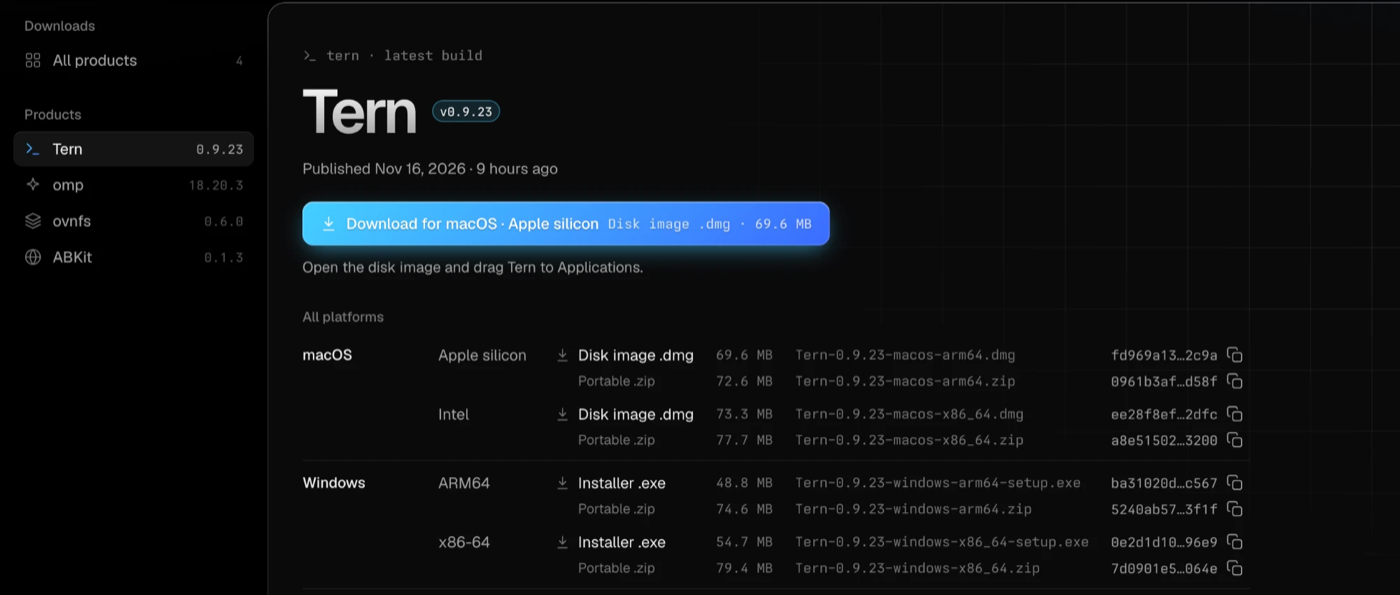 Downloads
All products 4
Products
Tern 0.9.23
omp 18.20.3
ovnfs 0.6.0
ABKit 0.1.3
>_ tern · latest build
Tern v0.9.23
Published Nov 16, 2026 · 9 hours ago
Download for macOS · Apple silicon Disk image .dmg · 69.6 MB
Open the disk image and drag Tern to Applications.
All platforms
macOS Apple silicon Disk image .dmg 69.6 MB Tern-0.9.23-macos-arm64.dmg fd969a13…2c9a
Portable .zip 72.6 MB Tern-0.9.23-macos-arm64.zip 0961b3af…d58f
Intel Disk image .dmg 73.3 MB Tern-0.9.23-macos-x86_64.dmg ee28f8ef…2dfc
Portable .zip 77.7 MB Tern-0.9.23-macos-x86_64.zip a8e51502…3200
Windows ARM64 Installer .exe 48.8 MB Tern-0.9.23-windows-arm64-setup.exe ba31020d…c567
Portable .zip 74.6 MB Tern-0.9.23-windows-arm64.zip 5240ab57…3f1f
x86-64 Installer .exe 54.7 MB Tern-0.9.23-windows-x86_64-setup.exe 0e2d1d10…96e9
Portable .zip 79.4 MB Tern-0.9.23-windows-x86_64.zip 7d0901e5…064e